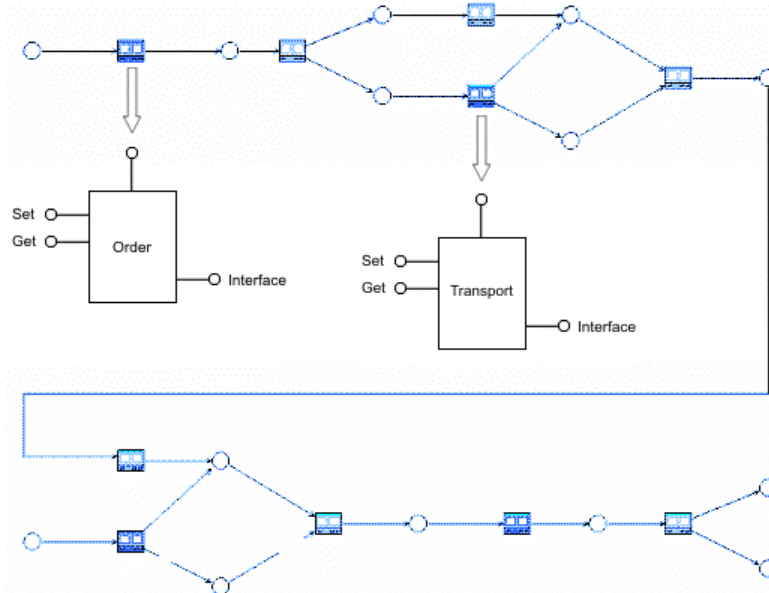 Set
Get
Order
Interface
Set
Get
Transport
Interface